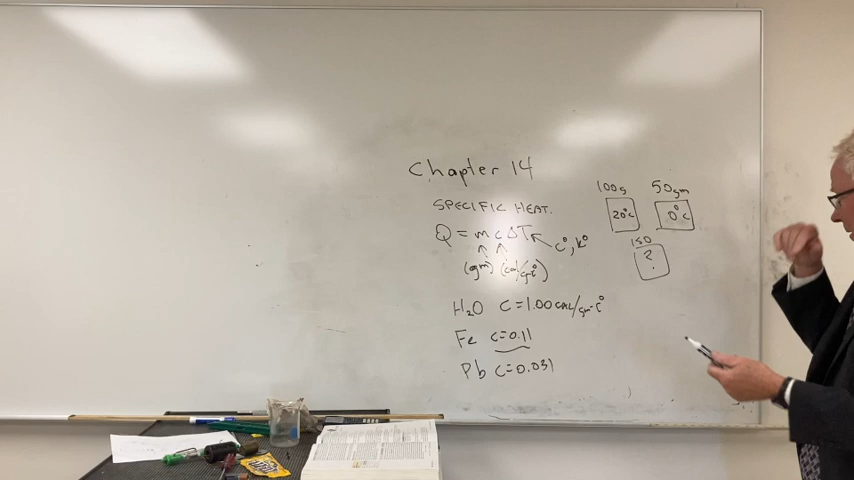 Chapter 14
SPECIFIC HEAT.
Q = m c ΔT
C°, K°
(gm) (cal/gm·c°)
H₂O C=1.00 CAL/gm-c°
Fe C=0.11
Pb C=0.031
100g 50gm
20°C 0°C
150
?